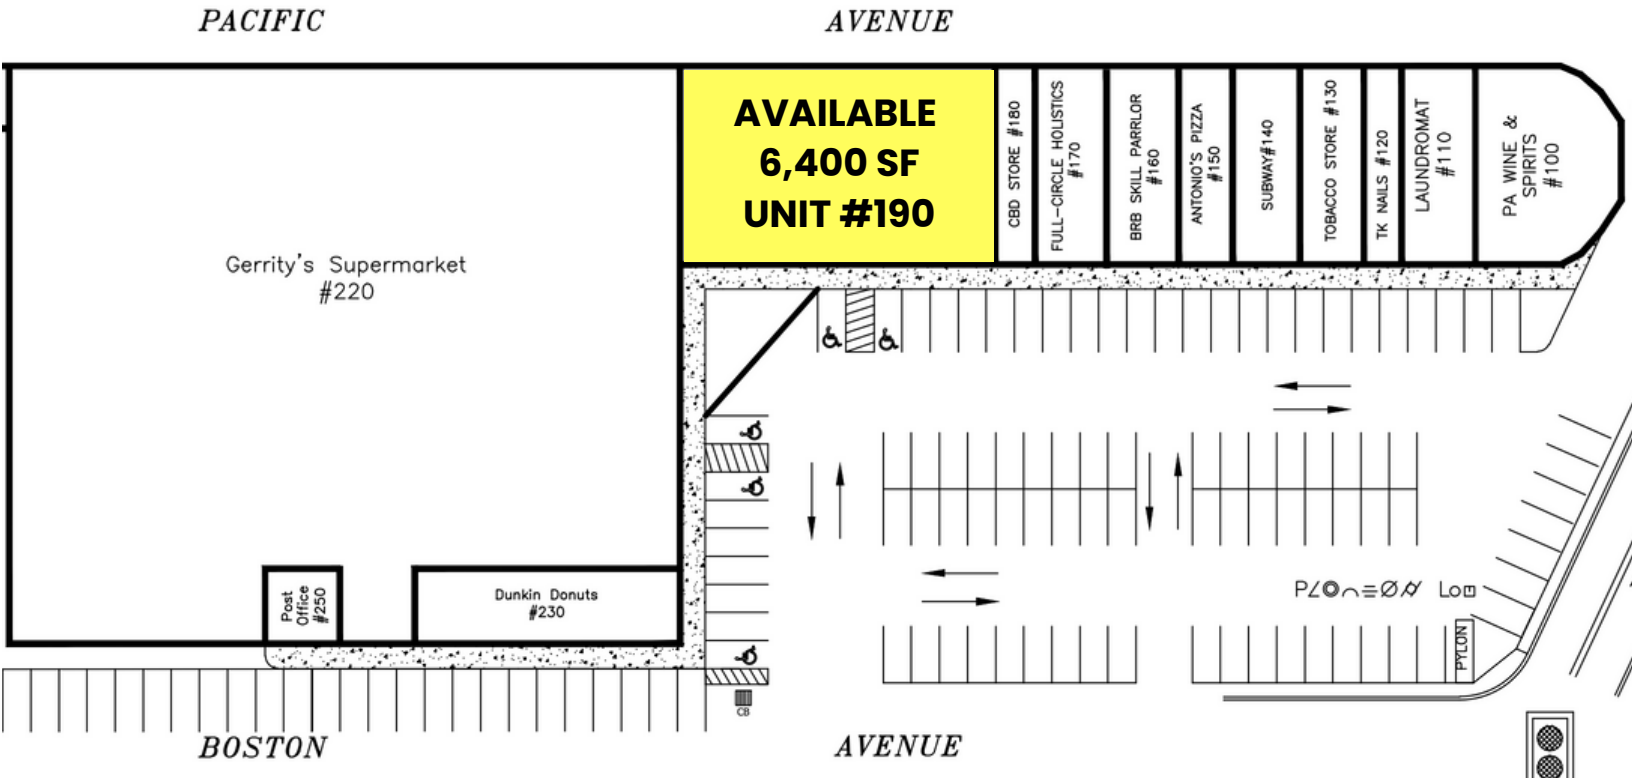 PACIFIC AVENUE
AVAILABLE
6,400 SF
UNIT #190
CBD STORE #180
FULL-CIRCLE HOLISTICS
#170
BRB SKILL PARRLOR
#160
ANTONIO'S PIZZA
#150
SUBWAY#140
TOBACCO STORE #130
TK NAILS #120
LAUNDROMAT
#110
PA WINE &
SPIRITS
#100
Gerrity's Supermarket
#220
Post
Office
#250
Dunkin Donuts
#230
PYLON
CB
BOSTON AVENUE